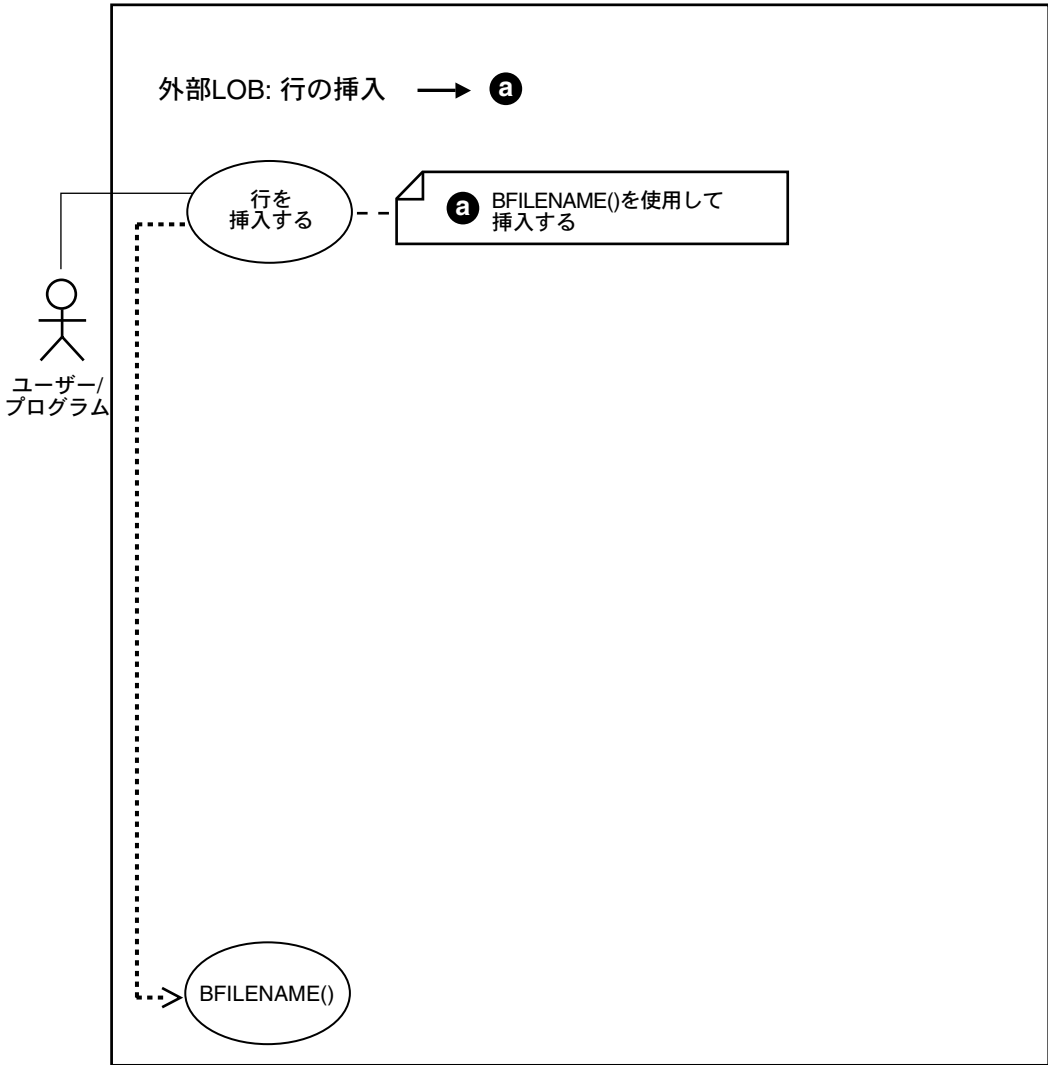 外部LOB: 行の挿入 → a
行を
挿入する
a BFILENAME()を使用して
挿入する
ユーザー/
プログラム
BFILENAME()